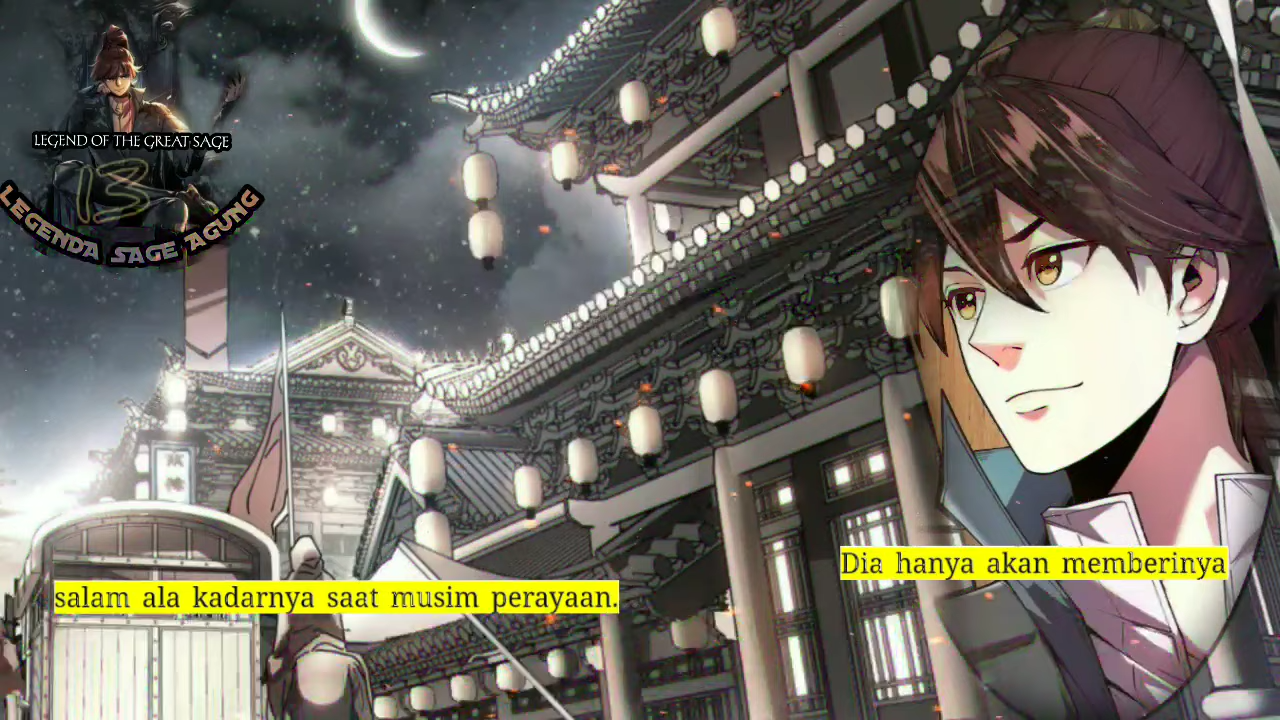 LEGEND OF THE GREAT SAGE
13
LEGENDA SAGE AGUNG
Dia hanya akan memberinya
salam ala kadarnya saat musim perayaan.